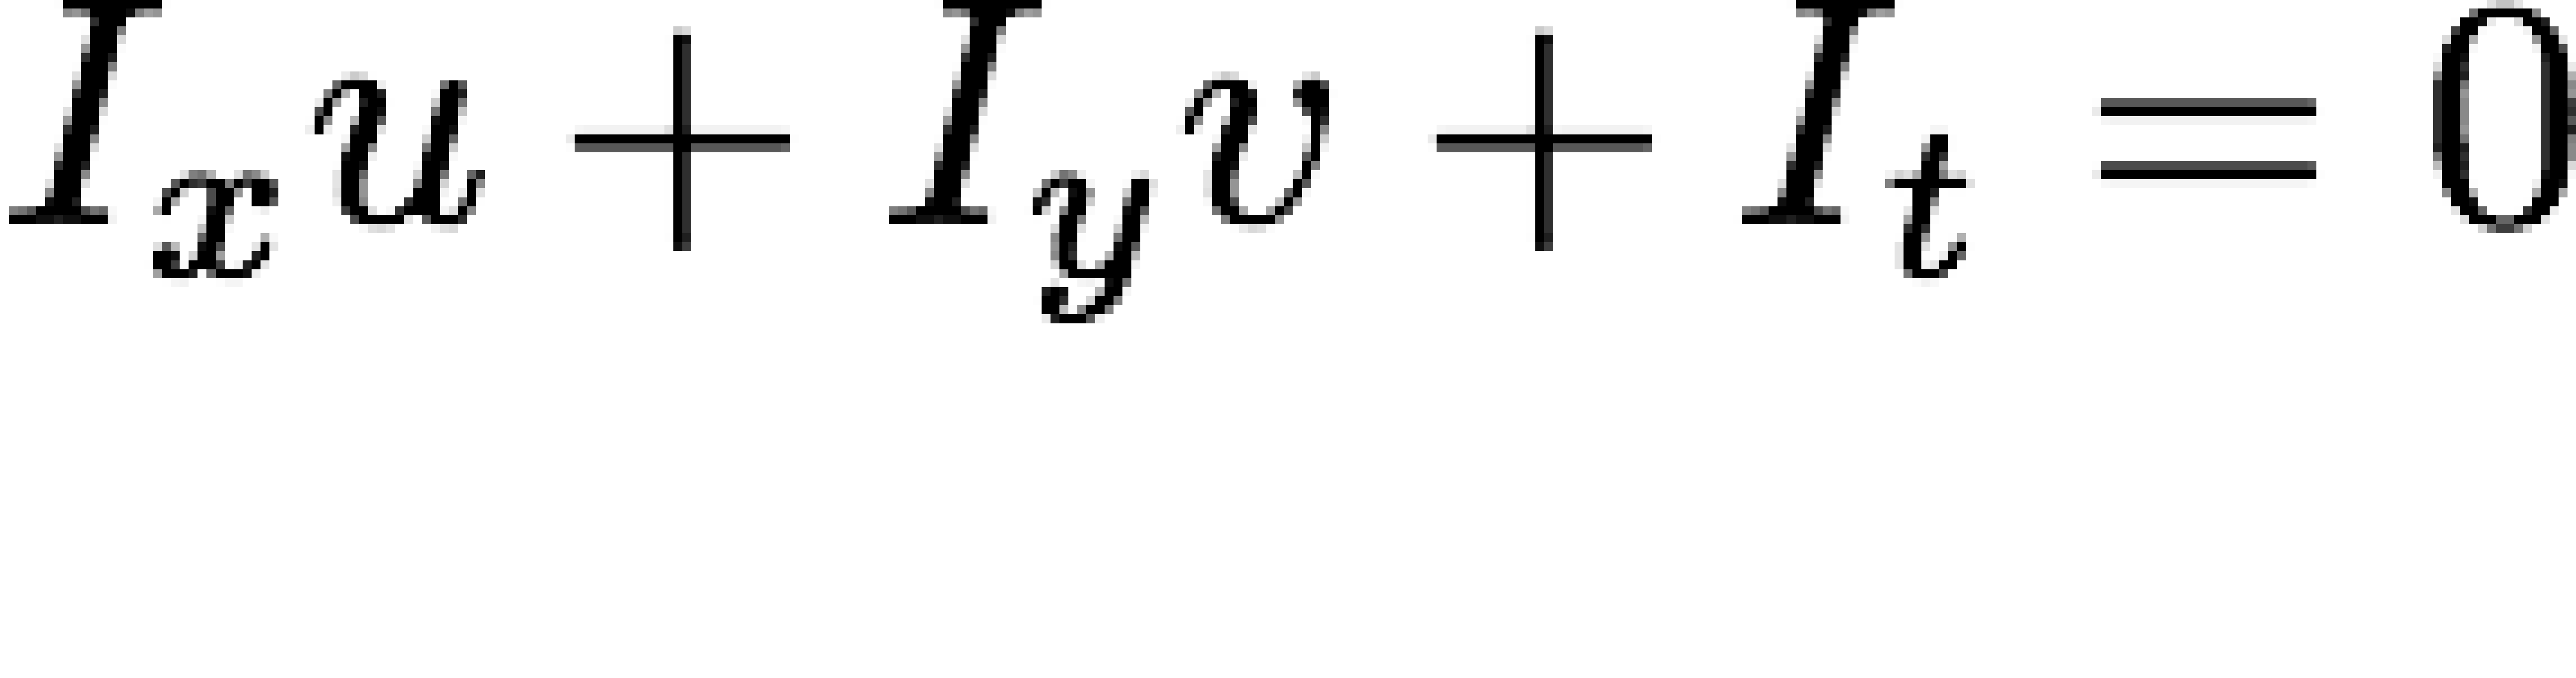 I_x u + I_y v + I_t = 0